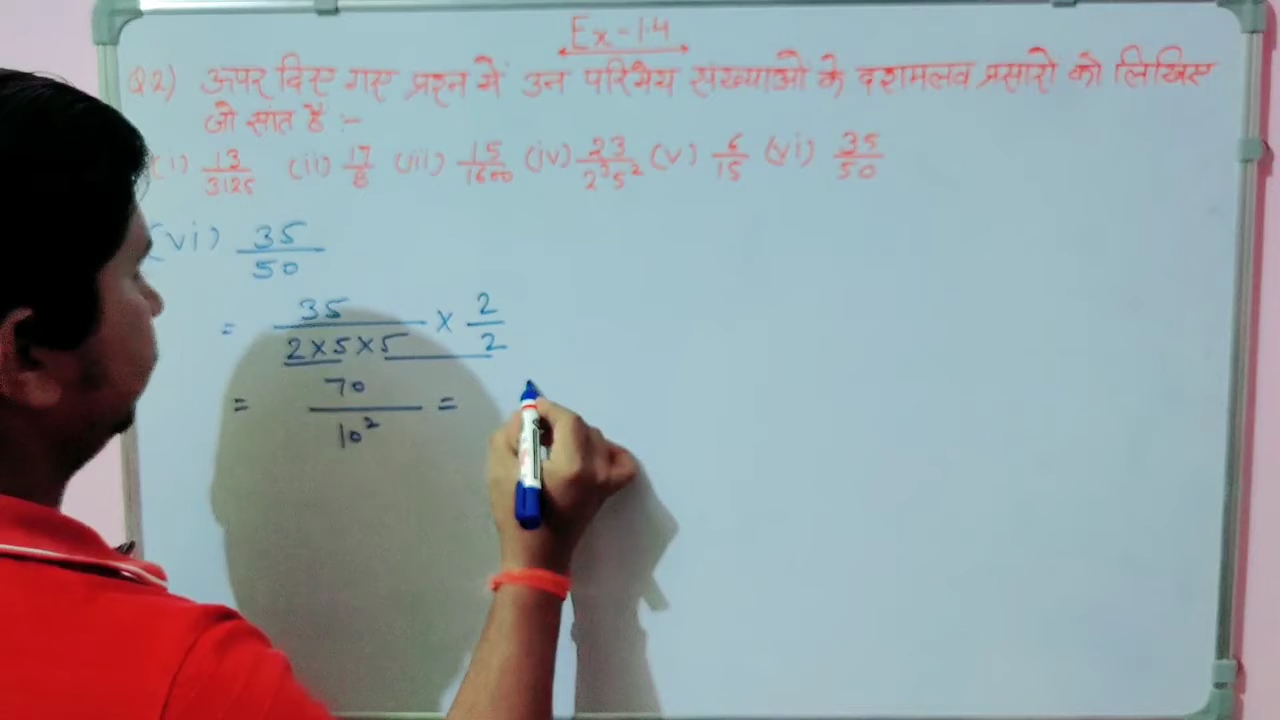 Ex - 1.4
Q 2) ऊपर दिए गए प्रश्न में उन परिमेय संख्याओं के दशमलव प्रसारों को लिखिए
जो सांत हैं :-
(i) 13/3125 (ii) 17/8 (iii) 15/1600 (iv) 23/2³5² (v) 6/15 (vi) 35/50
(vi) 35/50
= 35/2×5×5 × 2/2
= 70/10² =